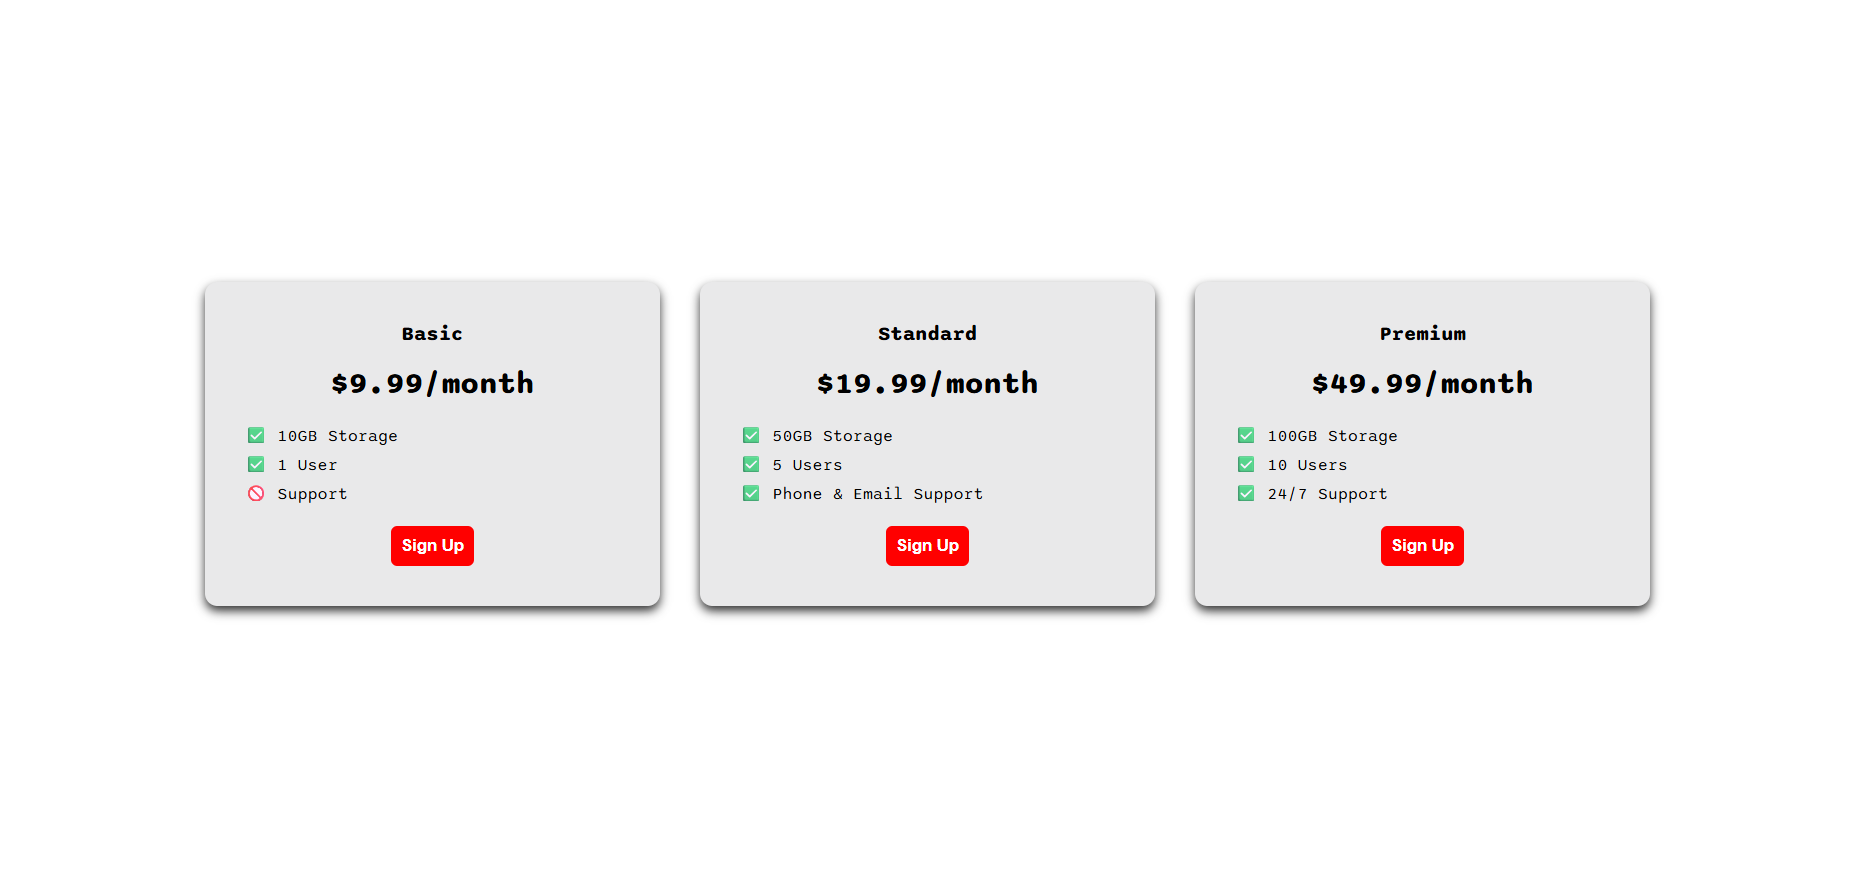 Basic
$9.99/month
✅ 10GB Storage
✅ 1 User
🚫 Support
Sign Up
Standard
$19.99/month
✅ 50GB Storage
✅ 5 Users
✅ Phone & Email Support
Sign Up
Premium
$49.99/month
✅ 100GB Storage
✅ 10 Users
✅ 24/7 Support
Sign Up